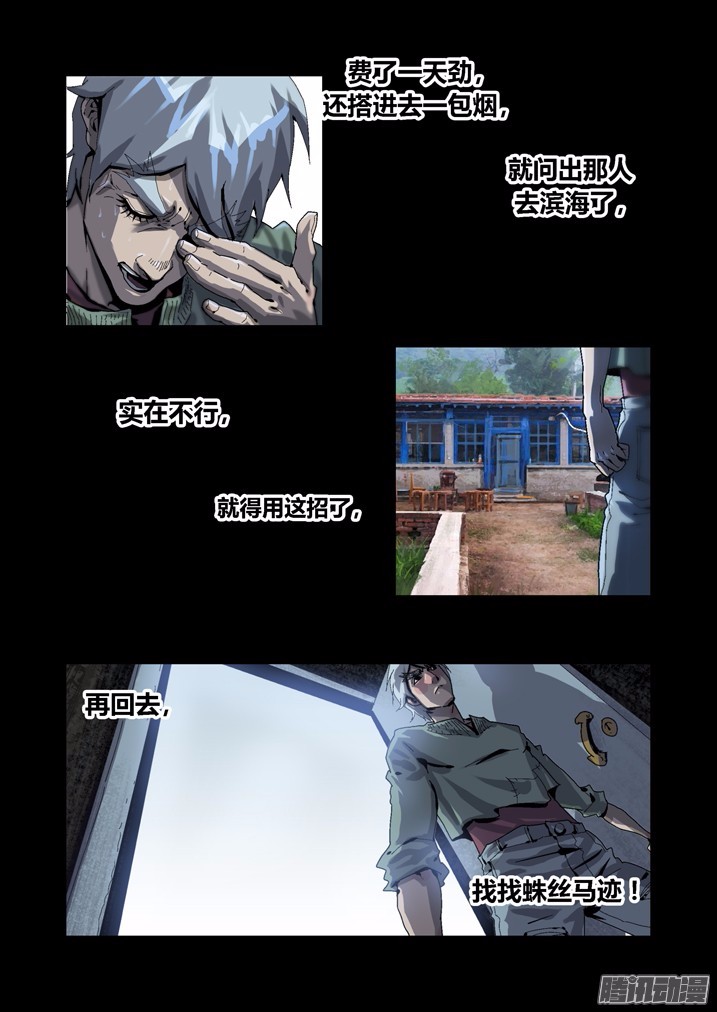 费了一天劲，
还搭进去一包烟，
就问出那人
去滨海了，
实在不行，
就得用这招了，
再回去，
找找蛛丝马迹！
腾讯动漫